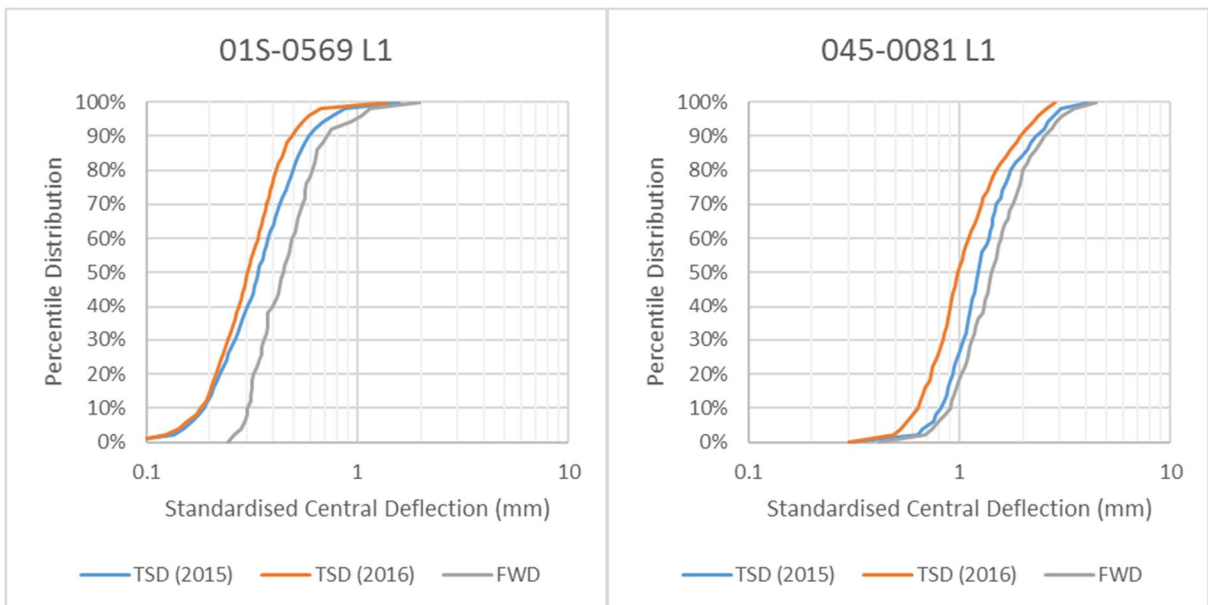 01S-0569 L1
Percentile Distribution
100%
90%
80%
70%
60%
50%
40%
30%
20%
10%
0%
0.1 1 10
Standardised Central Deflection (mm)
TSD (2015) TSD (2016) FWD
045-0081 L1
Percentile Distribution
100%
90%
80%
70%
60%
50%
40%
30%
20%
10%
0%
0.1 1 10
Standardised Central Deflection (mm)
TSD (2015) TSD (2016) FWD